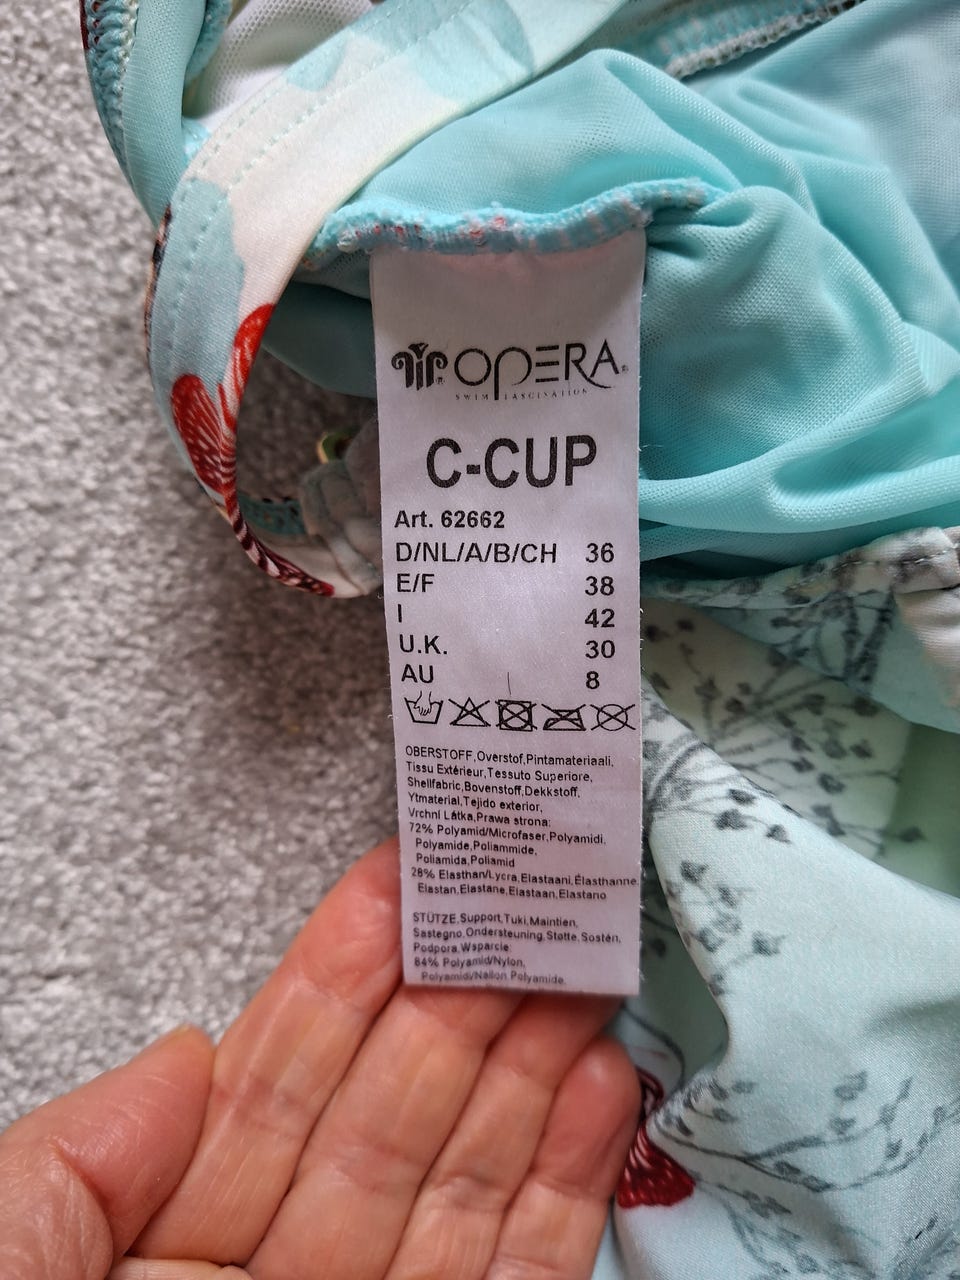 OPERA
SWIM FASCINATION
C-CUP
Art. 62662
D/NL/A/B/CH 36
E/F 38
I 42
U.K. 30
AU 8
OBERSTOFF,Overstof,Pintamateriaali,
Tissu Extérieur,Tessuto Superiore,
Shellfabric,Bovenstoff,Dekkstoff,
Ytmaterial,Tejido exterior,
Vrchní Látka,Prawa strona:
72% Polyamid/Microfaser,Polyamidi,
Polyamide,Poliammide,
Poliamida,Poliamid
28% Elasthan/Lycra,Elastaani,Élasthanne
Elastan,Elastane,Elastaan,Elastano
STÜTZE,Support,Tuki,Maintien,
Sastegno,Ondersteuning,Støtte,Sostén,
Podpora,Wsparcie:
84% Polyamid/Nylon,
Polyamid/Nailon,Polyamide,